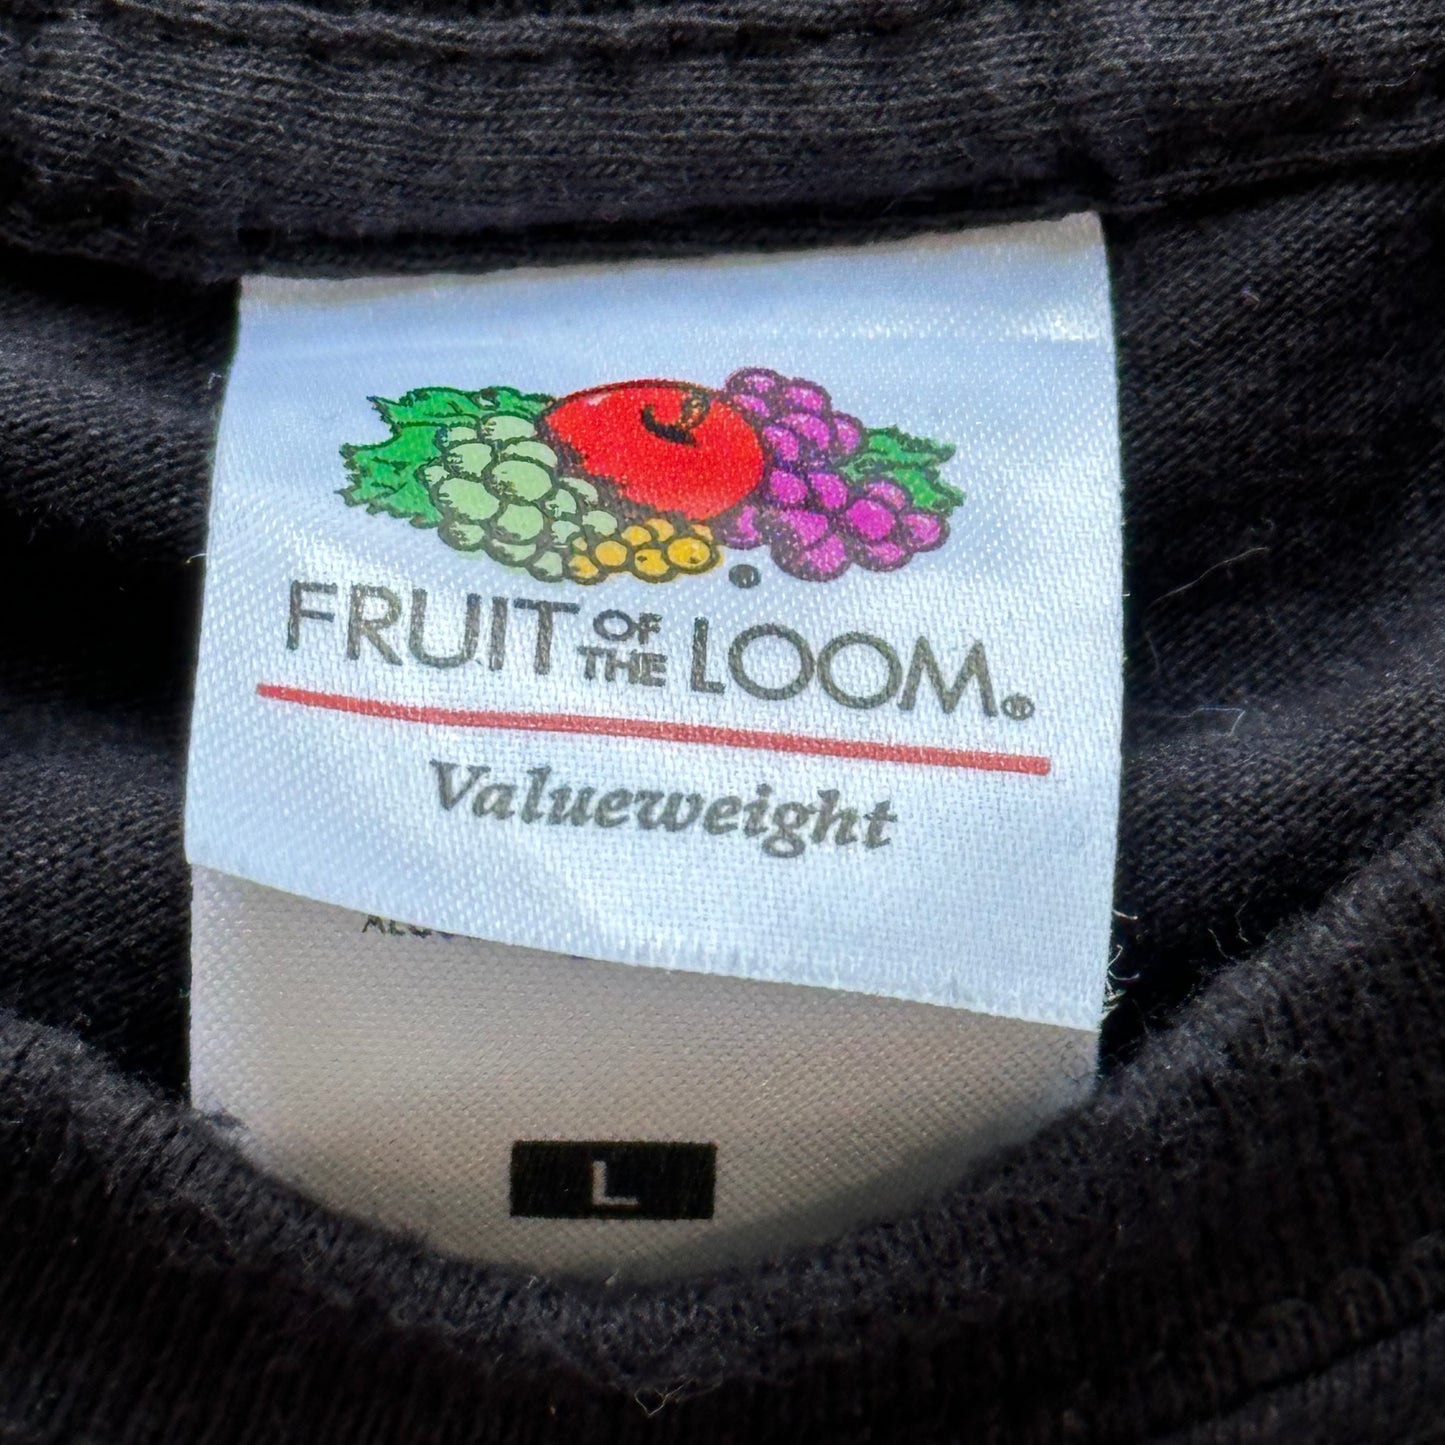 FRUIT OF THE LOOM®
Valueweight
L